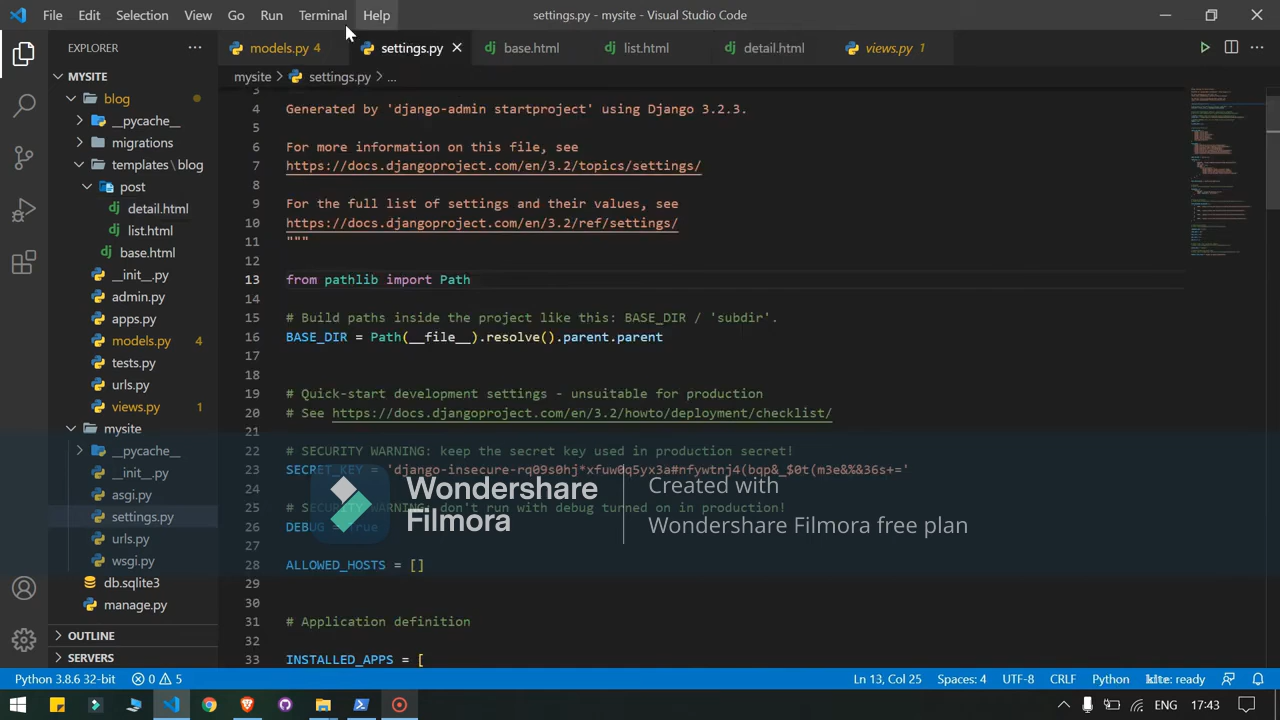 File Edit Selection View Go Run Terminal Help settings.py - mysite - Visual Studio Code
EXPLORER
models.py 4 settings.py base.html list.html detail.html views.py 1
MYSITE
mysite > settings.py > ...
blog
__pycache__
migrations
templates \ blog
post
detail.html
list.html
base.html
__init__.py
admin.py
apps.py
models.py 4
tests.py
urls.py
views.py 1
mysite
__pycache__
__init__.py
asgi.py
settings.py
urls.py
wsgi.py
db.sqlite3
manage.py
OUTLINE
SERVERS
3
4 Generated by 'django-admin startproject' using Django 3.2.3
5
6 For more information on this file, see
7 https://docs.djangoproject.com/en/3.2/topics/settings/
8
9 For the full list of settings and their values, see
10 https://docs.djangoproject.com/en/3.2/ref/settings/
11 """
12
13 from pathlib import Path
14
15 # Build paths inside the project like this: BASE_DIR / 'subdir'.
16 BASE_DIR = Path(__file__).resolve().parent.parent
17
18
19 # Quick-start development settings - unsuitable for production
20 # See https://docs.djangoproject.com/en/3.2/howto/deployment/checklist/
21
22 # SECURITY WARNING: keep the secret key used in production secret!
23 SECRET_KEY = 'django-insecure-rq09s0hj*xfuw0q5yx3a#nfywtnj4(bqp&_$0t(m3e&%&36s+='
24
25 # SECURITY WARNING: don't run with debug turned on in production!
26 DEBUG = True
27
28 ALLOWED_HOSTS = []
29
30
31 # Application definition
32
33 INSTALLED_APPS = [
Wondershare
Filmora
Created with
Wondershare Filmora free plan
Python 3.8.6 32-bit 0 5 Ln 13, Col 25 Spaces: 4 UTF-8 CRLF Python kite: ready
ENG 17:43